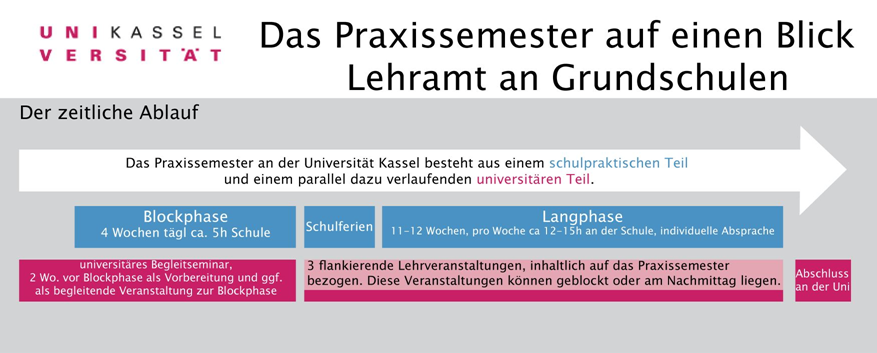 UNIKASSEL
VERSITÄT
Das Praxissemester auf einen Blick
Lehramt an Grundschulen
Der zeitliche Ablauf
Das Praxissemester an der Universität Kassel besteht aus einem schulpraktischen Teil
und einem parallel dazu verlaufenden universitären Teil.
Blockphase
4 Wochen tägl ca. 5h Schule
Schulferien
Langphase
11-12 Wochen, pro Woche ca 12-15h an der Schule, individuelle Absprache
universitäres Begleitseminar,
2 Wo. vor Blockphase als Vorbereitung und ggf.
als begleitende Veranstaltung zur Blockphase
3 flankierende Lehrveranstaltungen, inhaltlich auf das Praxissemester
bezogen. Diese Veranstaltungen können geblockt oder am Nachmittag liegen.
Abschluss
an der Uni